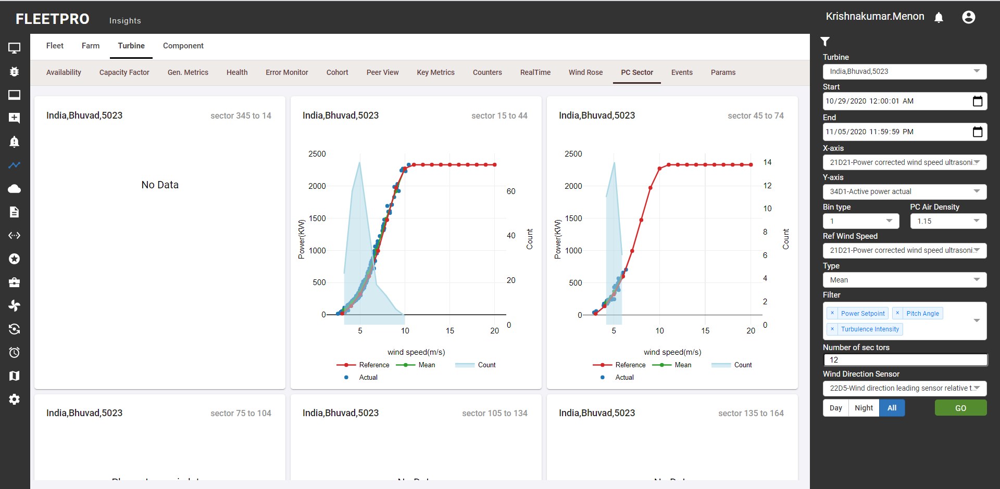 FLEETPRO
Insights
Krishnakumar.Menon
Fleet Farm Turbine Component
Availability Capacity Factor Gen. Metrics Health Error Monitor Cohort Peer View Key Metrics Counters RealTime Wind Rose PC Sector Events Params
India,Bhuvad,5023 sector 345 to 14
No Data
India,Bhuvad,5023 sector 15 to 44
2500
2000
1500
1000
500
0
Power(KW)
60
40
20
0
Count
5 10 15 20
wind speed(m/s)
Reference Mean Count
Actual
India,Bhuvad,5023 sector 45 to 74
2500
2000
1500
1000
500
0
Power(KW)
14
12
10
8
6
4
2
0
Count
5 10 15 20
wind speed(m/s)
Reference Mean Count
Actual
India,Bhuvad,5023 sector 75 to 104
India,Bhuvad,5023 sector 105 to 134
No Data
India,Bhuvad,5023 sector 135 to 164
No Data
Turbine
India,Bhuvad,5023
Start
10/29/2020 12:00:01 AM
End
11/05/2020 11:59:59 PM
X-axis
21D21-Power corrected wind speed ultrasoni...
Y-axis
34D1-Active power actual
Bin type PC Air Density
1 1.15
Ref Wind Speed
21D21-Power corrected wind speed ultrasoni...
Type
Mean
Filter
× Power Setpoint × Pitch Angle
× Turbulence Intensity
Number of sec tors
12
Wind Direction Sensor
22D5-Wind direction leading sensor relative t...
Day Night All GO